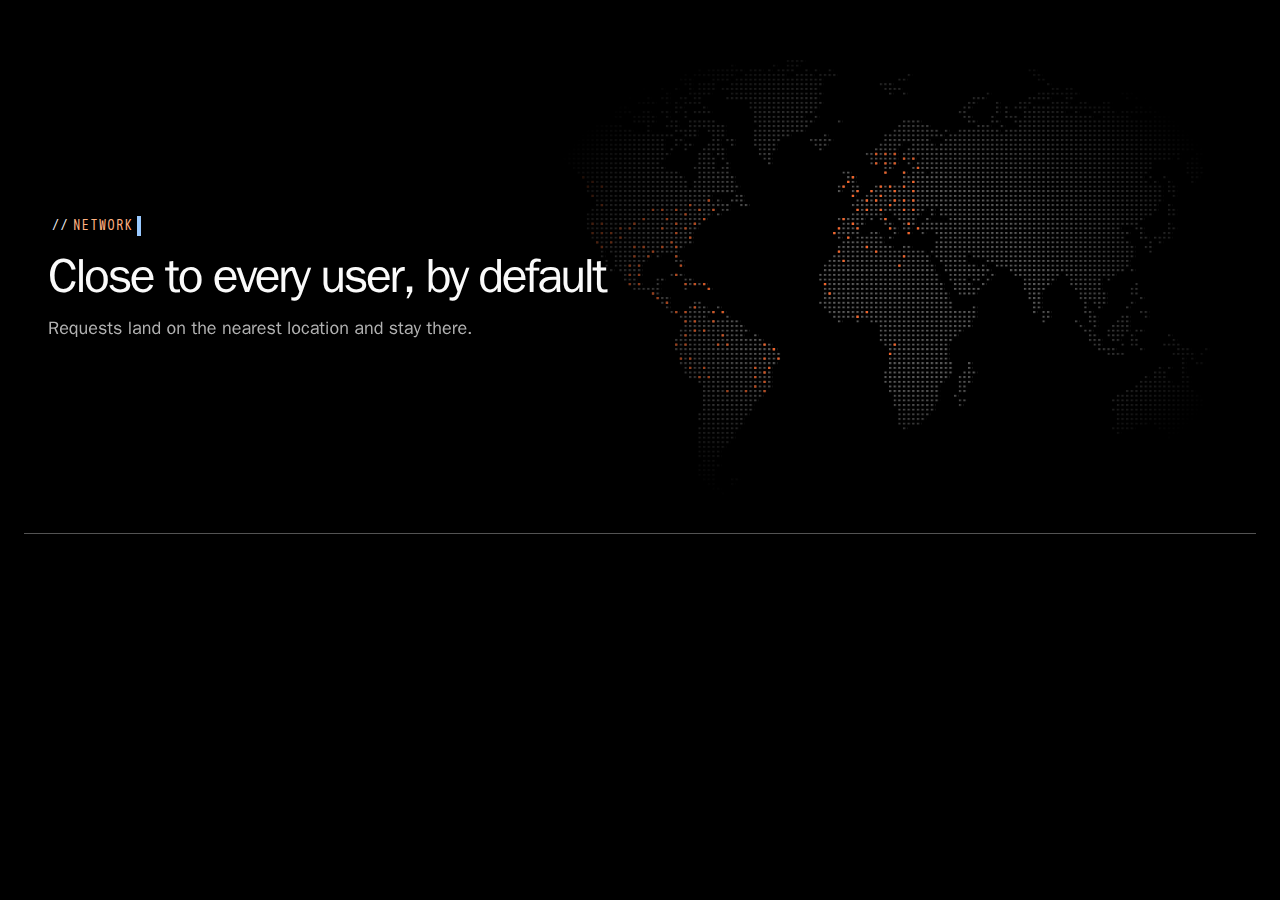 // NETWORK
Close to every user, by default
Requests land on the nearest location and stay there.